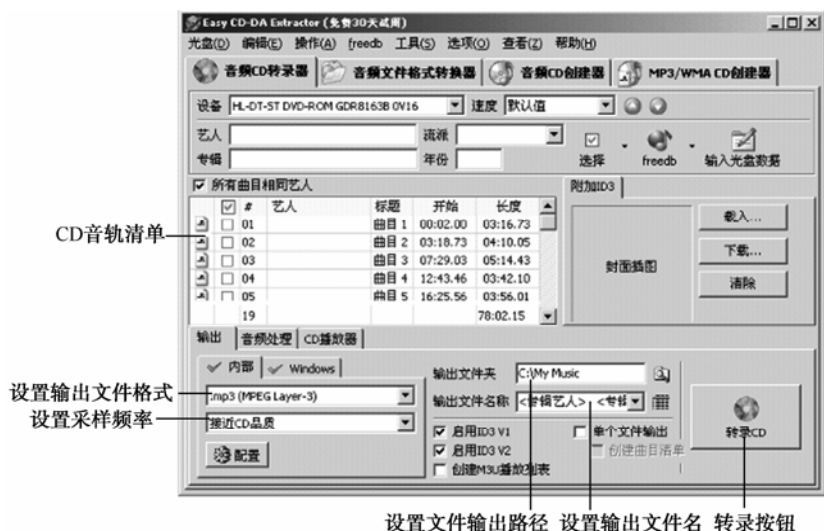 Easy CD-DA Extractor (免费30天试用)
光盘(D) 编辑(E) 操作(A) freedb 工具(S) 选项(O) 查看(Z) 帮助(H)
音频CD转录器 音频文件格式转换器 音频CD创建器 MP3/WMA CD创建器
设备 HL-DT-ST DVD-ROM GDR8163B 0V16 速度 默认值
艺人 流派
专辑 年份 选择 freedb 输入光盘数据
所有曲目相同艺人 附加ID3
# 艺人 标题 开始 长度
01 曲目 1 00:02.00 03:16.73
02 曲目 2 03:18.73 04:10.05
03 曲目 3 07:29.03 05:14.43
04 曲目 4 12:43.46 03:42.10
05 曲目 5 16:25.56 03:56.01
19 78:02.15
CD音轨清单
封面插图
载入...
下载...
清除
输出 音频处理 CD播放器
内部 Windows
输出文件夹 C:\My Music
设置输出文件格式
.mp3 (MPEG Layer-3)
输出文件名称 <专辑艺人> <专辑
设置采样频率
接近CD品质
启用ID3 V1 单个文件输出
启用ID3 V2 创建曲目清单
创建M3U播放列表
配置
转录CD
设置文件输出路径 设置输出文件名 转录按钮